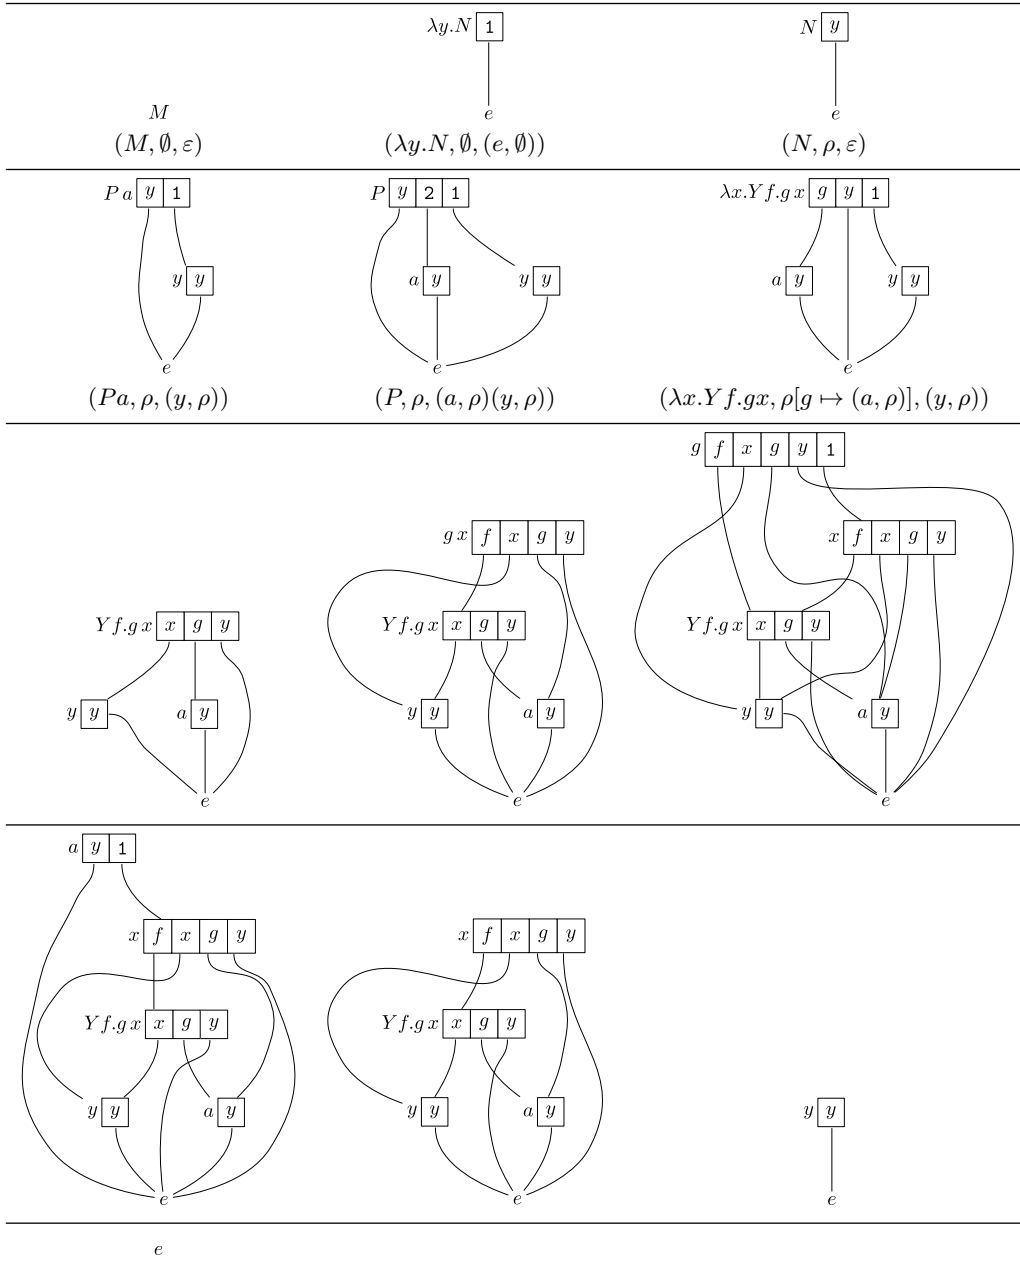 λy.N 1
N y
M
e
e
(M, ∅, ε)
(λy.N, ∅, (e, ∅))
(N, ρ, ε)
P a y 1
P y 2 1
λx.Y f.g x g y 1
y y
a y
y y
a y
y y
e
e
e
(Pa, ρ, (y, ρ))
(P, ρ, (a, ρ)(y, ρ))
(λx.Y f.gx, ρ[g ↦ (a, ρ)], (y, ρ))
g f x g y 1
g x f x g y
x f x g y
Y f.g x x g y
Y f.g x x g y
Y f.g x x g y
y y
a y
y y
a y
y y
a y
e
e
e
a y 1
x f x g y
x f x g y
Y f.g x x g y
Y f.g x x g y
y y
a y
y y
a y
y y
e
e
e
e